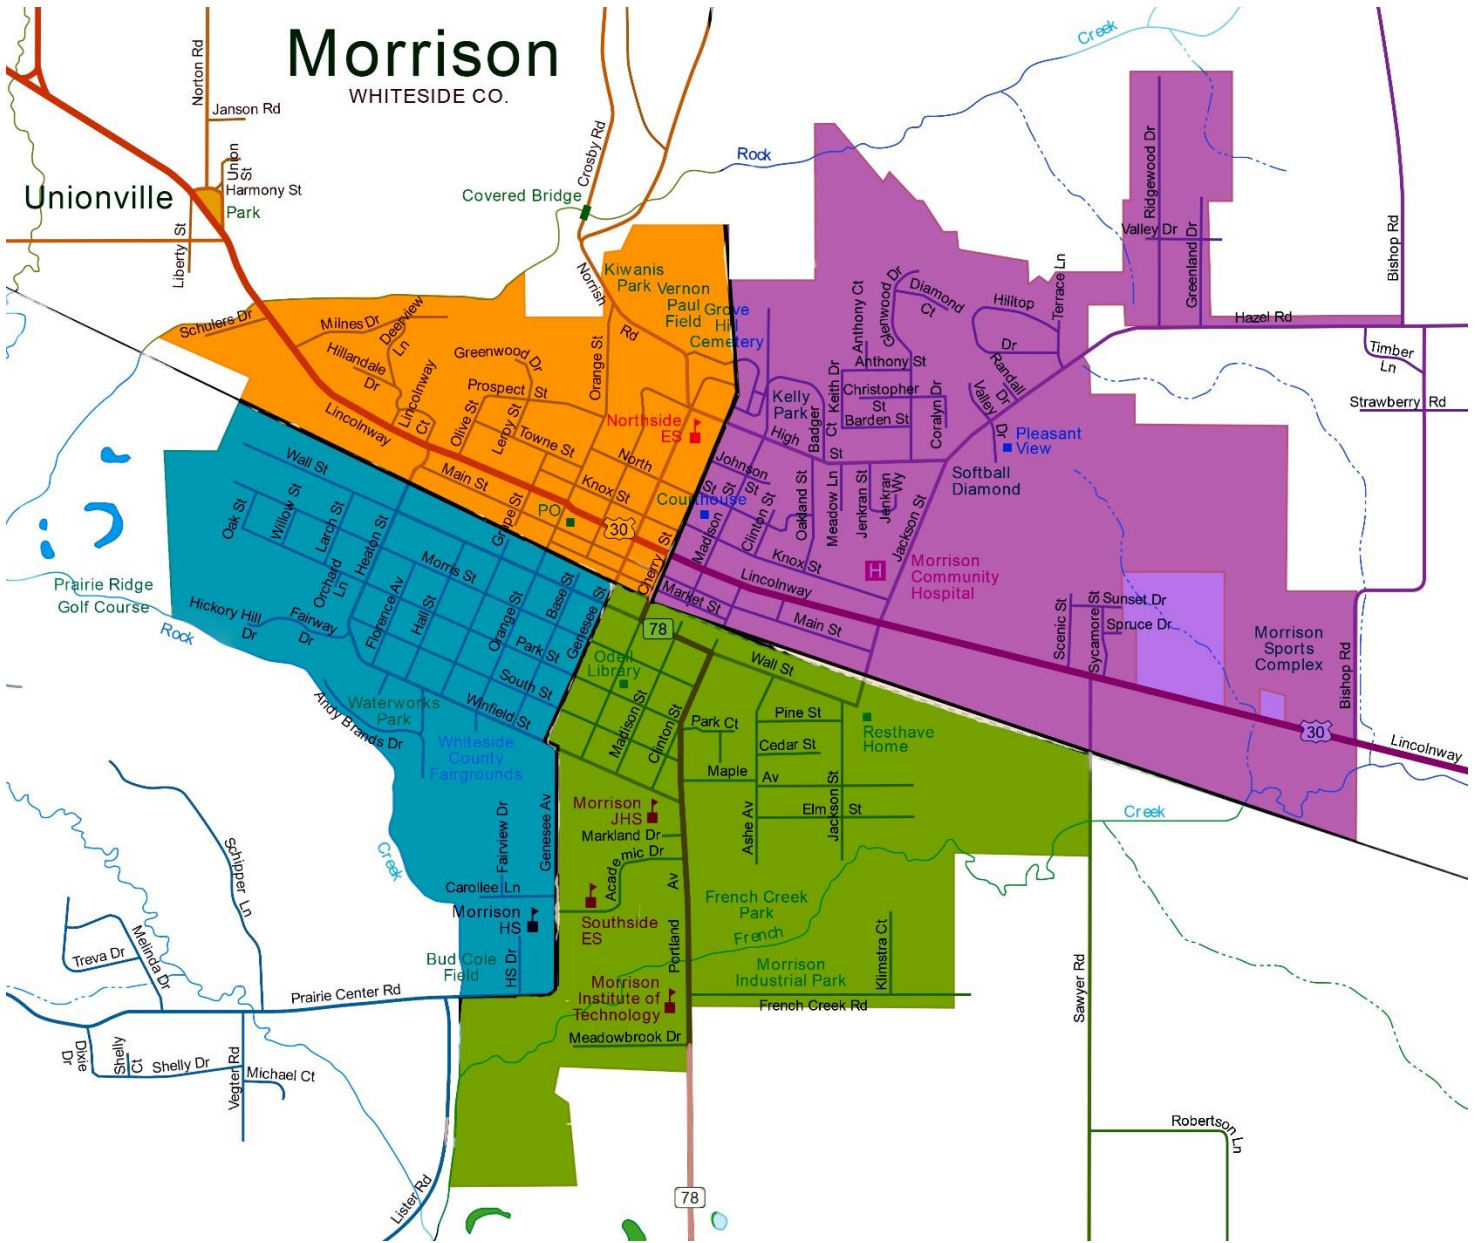 Morrison
WHITESIDE CO.
Norton Rd
Janson Rd
Union
St
Harmony St
Unionville
Park
Liberty St
Crosby Rd
Covered Bridge
Rock
Creek
Ridgewood Dr
Valley Dr
Greenland Dr
Bishop Rd
Hazel Rd
Timber
Ln
Strawberry Rd
Norrish
Rd
Kiwanis
Park
Vernon
Paul
Field
Grove
Hill
Cemetery
Schulers Dr
Milnes Dr
Deerview
Ln
Hillandale
Dr
Greenwood Dr
Prospect St
Orange St
Lincolnway
Lincolnway
Ct
Olive St
Leroy St
Towne St
Northside
ES
North
Main St
Knox St
Grape St
PO
30
Cherry St
Courthouse
Anthony Ct
Glenwood Dr
Diamond
Ct
Hilltop
Dr
Terrace Ln
Anthony St
Keith Dr
Christopher
St
Barden St
Coralyn Dr
Randall
Dr
Valley
Dr
Kelly
Park
Badger
Ct
High
St
Pleasant
View
Softball
Diamond
Johnson
St
St
St
Madison
Clinton St
Oakland St
Meadow Ln
Jenkran St
Jenkran
Wy
Jackson St
Knox St
Lincolnway
Market St
Main St
H
Morrison
Community
Hospital
Scenic St
Sycamore St
Sunset Dr
Spruce Dr
Morrison
Sports
Complex
Bishop Rd
30
Lincolnway
Wall St
Oak St
Willow St
Larch St
Heaton St
Orchard
Ln
Morris St
Florence Av
Hall St
Orange St
Base St
Genesee St
Park St
South St
Winfield St
Hickory Hill
Dr
Fairway
Dr
Prairie Ridge
Golf Course
Rock
Waterworks
Park
Andy Brands Dr
Whiteside
County
Fairgrounds
Creek
Fairview Dr
Genesee Av
Carollee Ln
Morrison
HS
Bud Cole
Field
HS Dr
78
Odell
Library
Wall St
Madison St
Clinton St
Park Ct
Pine St
Cedar St
Maple Av
Elm St
Ashe Av
Jackson St
Resthave
Home
Morrison
JHS
Markland Dr
Academic Dr
Southside
ES
Portland Av
French Creek
Park
French
Creek
Morrison
Industrial Park
Klimstra Ct
French Creek Rd
Morrison
Institute of
Technology
Meadowbrook Dr
Sawyer Rd
Robertson Ln
78
Schipper Ln
Melinda Dr
Treva Dr
Prairie Center Rd
Dixie
Dr
Shelly
Ct
Shelly Dr
Vegter Rd
Michael Ct
Lister Rd